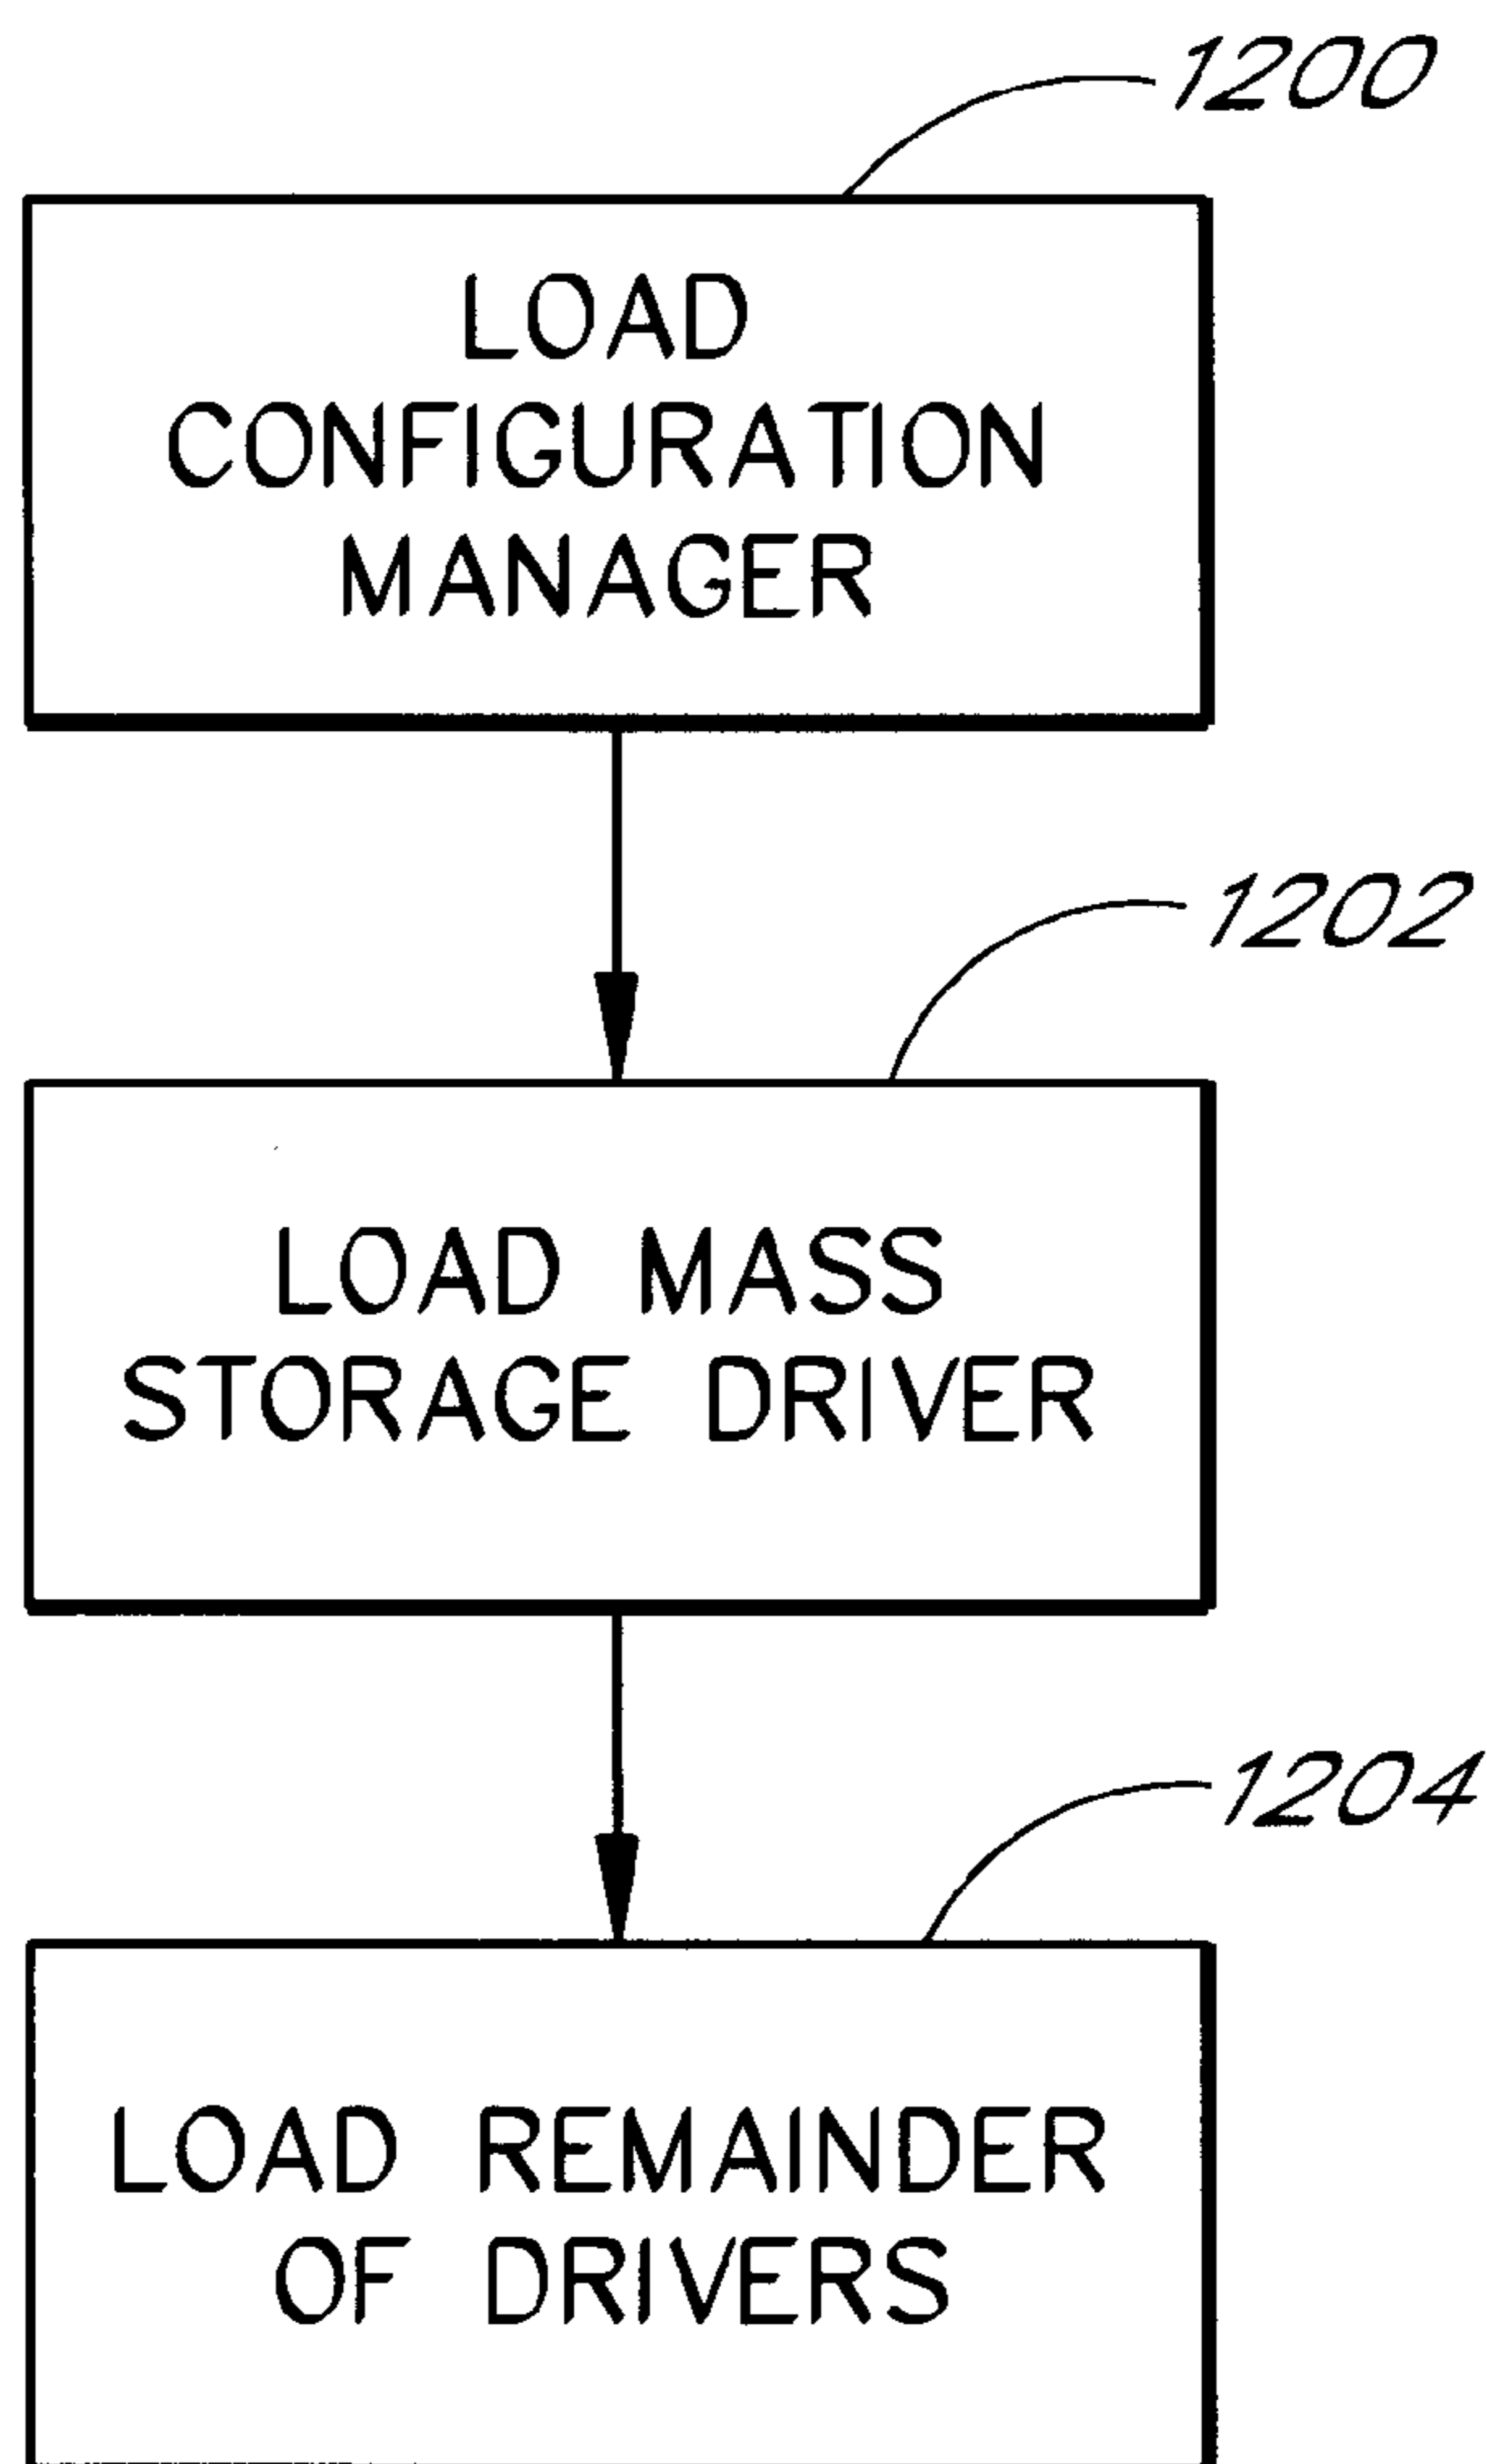 1200
LOAD
CONFIGURATION
MANAGER
1202
LOAD MASS
STORAGE DRIVER
1204
LOAD REMAINDER
OF DRIVERS